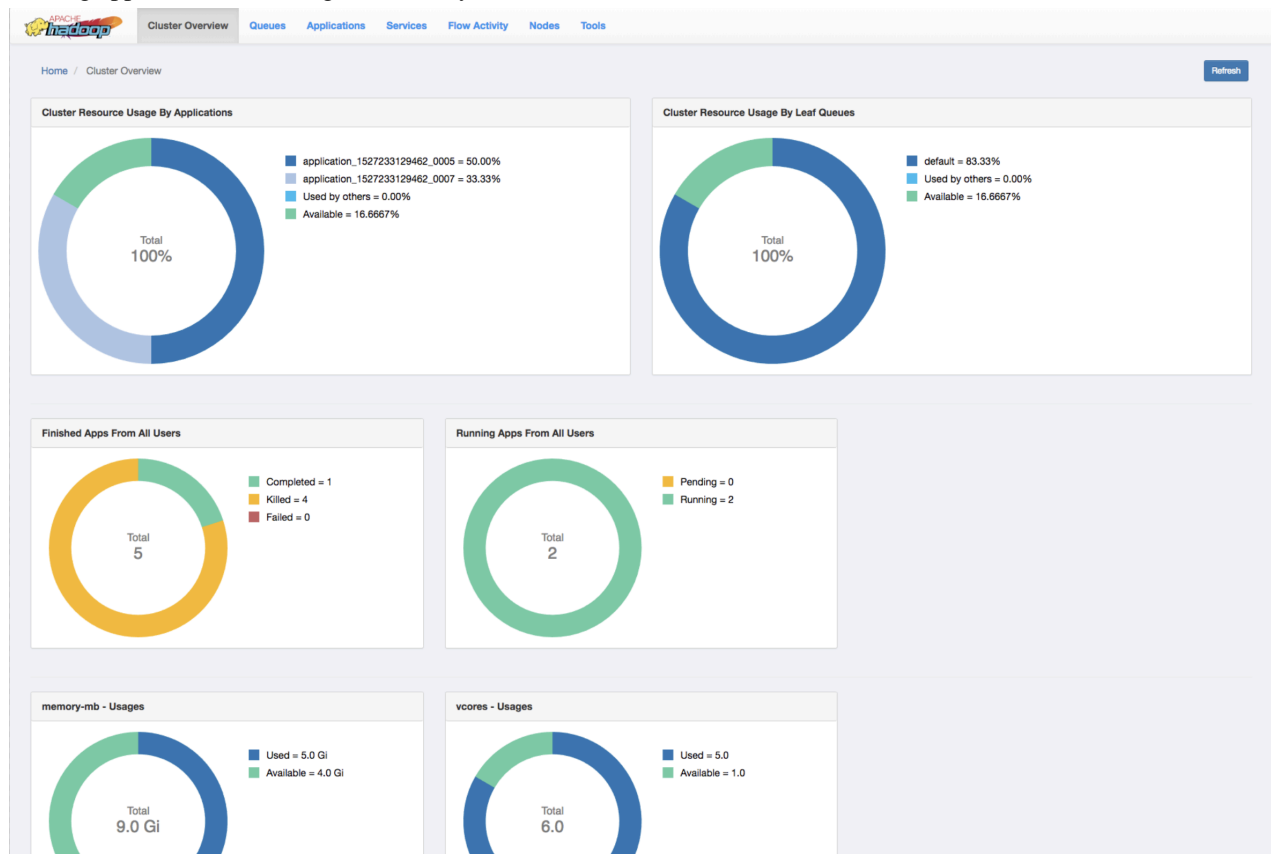 APACHE
hadoop
Cluster Overview Queues Applications Services Flow Activity Nodes Tools
Home / Cluster Overview
Refresh
Cluster Resource Usage By Applications
application_1527233129462_0005 = 50.00%
application_1527233129462_0007 = 33.33%
Used by others = 0.00%
Available = 16.6667%
Total
100%
Cluster Resource Usage By Leaf Queues
default = 83.33%
Used by others = 0.00%
Available = 16.6667%
Total
100%
Finished Apps From All Users
Completed = 1
Killed = 4
Failed = 0
Total
5
Running Apps From All Users
Pending = 0
Running = 2
Total
2
memory-mb - Usages
Used = 5.0 Gi
Available = 4.0 Gi
Total
9.0 Gi
vcores - Usages
Used = 5.0
Available = 1.0
Total
6.0